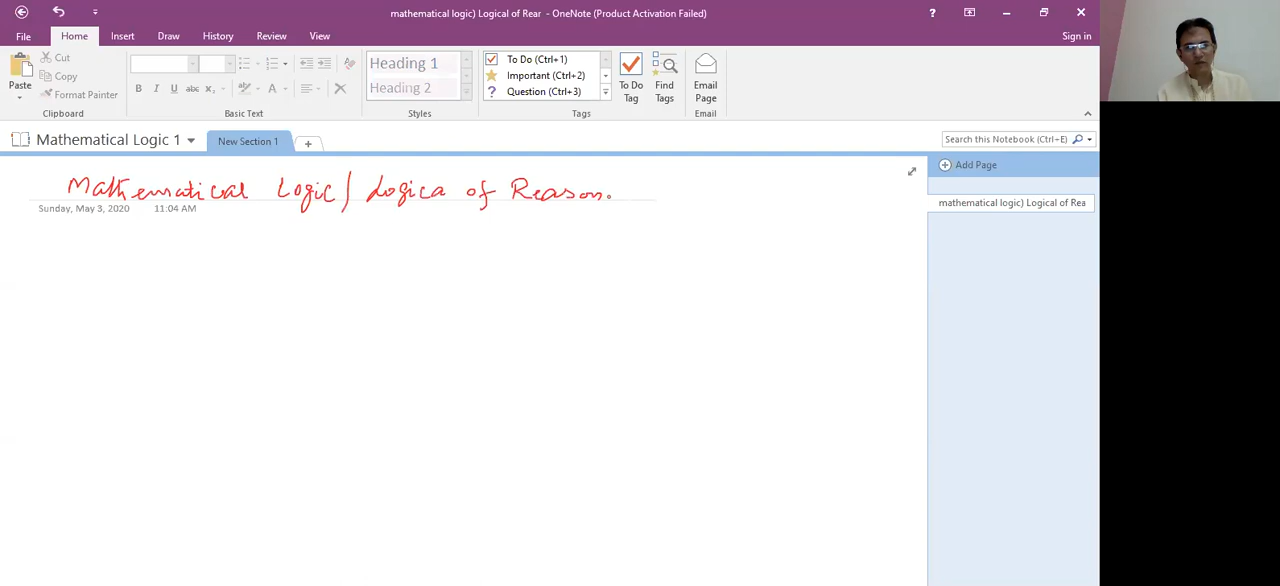 mathematical logic) Logical of Rear - OneNote (Product Activation Failed)
?
File Home Insert Draw History Review View Sign in
Paste
Cut
Copy
Format Painter
Clipboard
B I U abc x₂ A
Basic Text
Heading 1
Heading 2
Styles
To Do (Ctrl+1)
Important (Ctrl+2)
? Question (Ctrl+3)
To Do Tag
Find Tags
Tags
Email Page
Email
Mathematical Logic 1
New Section 1
+
Search this Notebook (Ctrl+E)
Mathematical Logic/ Logica of Reason.
Sunday, May 3, 2020 11:04 AM
Add Page
mathematical logic) Logical of Rea